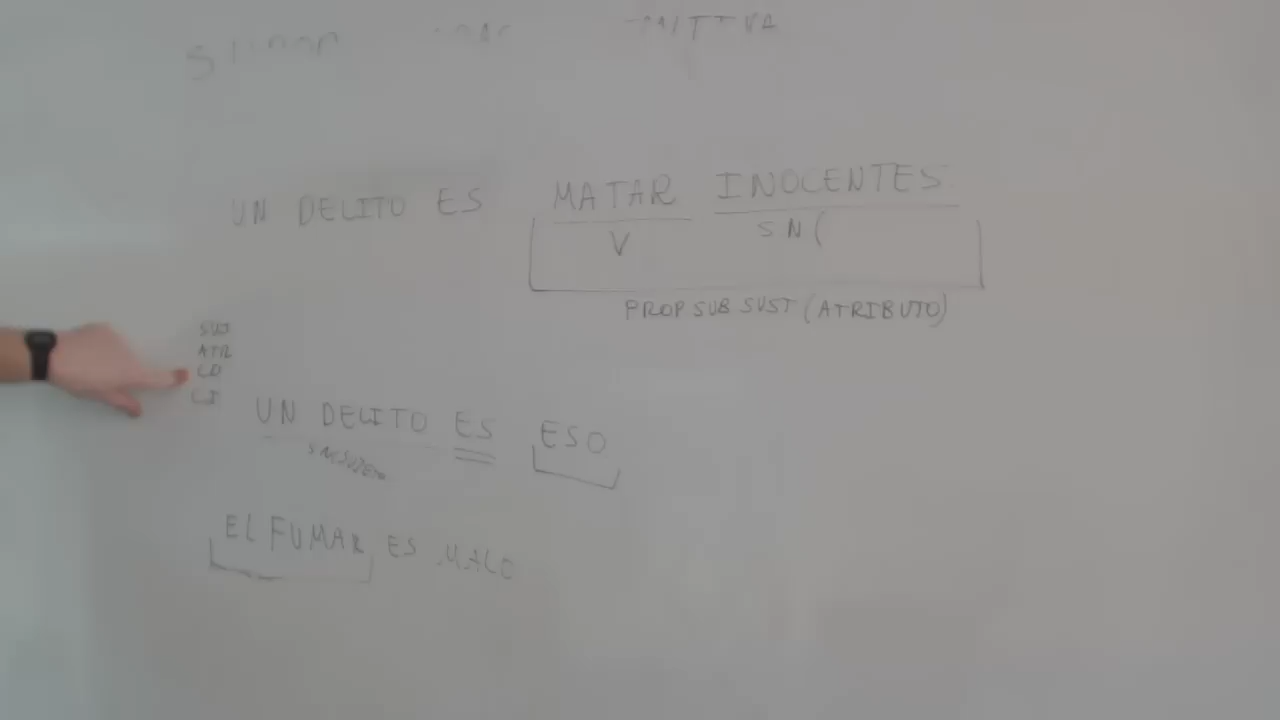 UN DELITO ES MATAR INOCENTES.
V SN (
PROP SUB SUST (ATRIBUTO)
SUJ
ATR
CD
CI
UN DELITO ES ESO
EL FUMAR ES MALO